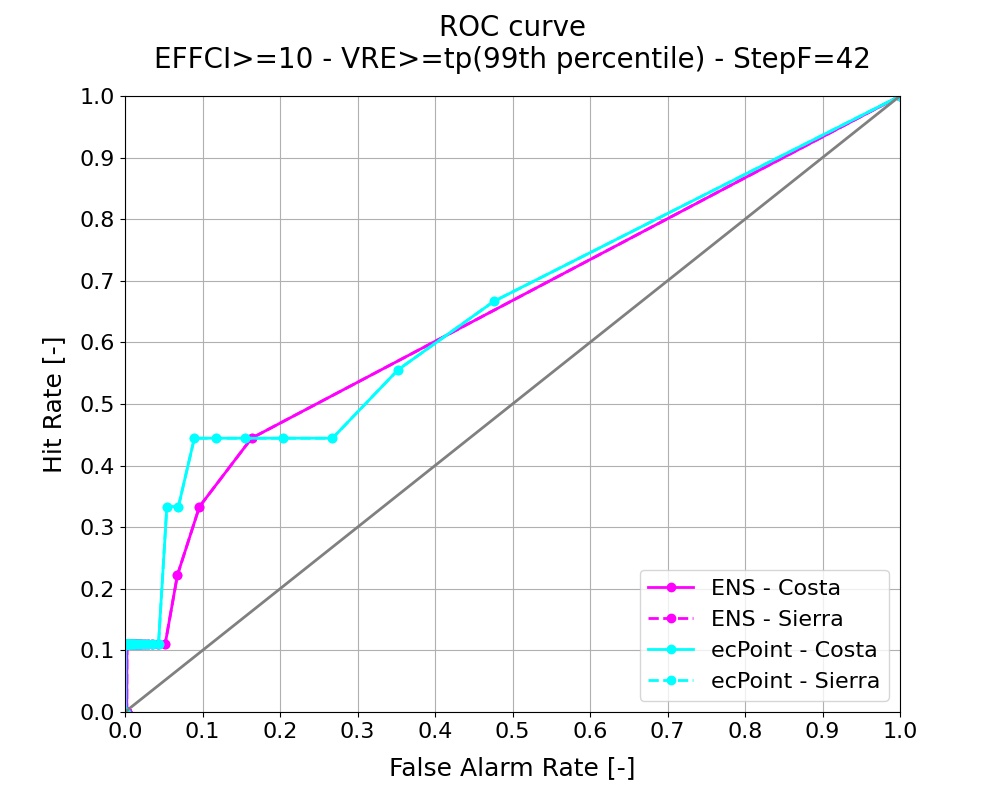 ROC curve
EFFCI>=10 - VRE>=tp(99th percentile) - StepF=42
1.0
0.9
0.8
0.7
0.6
0.5
0.4
0.3
0.2
0.1
0.0
Hit Rate [-]
0.0 0.1 0.2 0.3 0.4 0.5 0.6 0.7 0.8 0.9 1.0
False Alarm Rate [-]
ENS - Costa
ENS - Sierra
ecPoint - Costa
ecPoint - Sierra